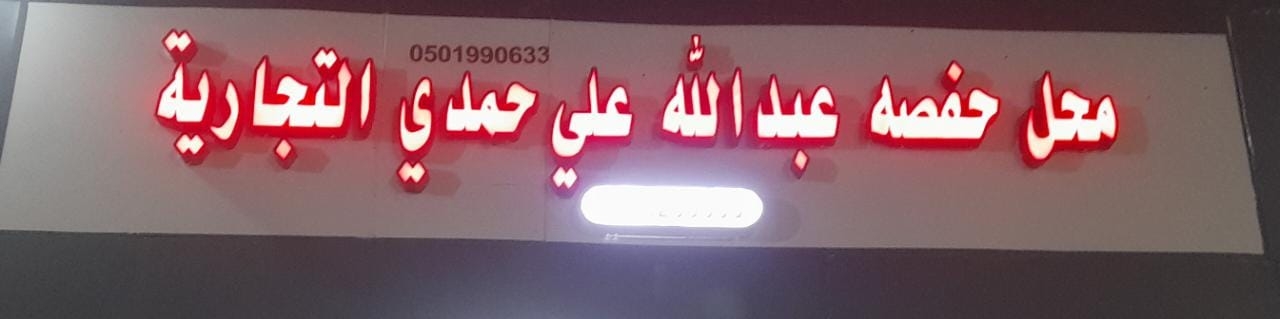 0501990633
محل حفصه عبدالله علي حمدي التجارية